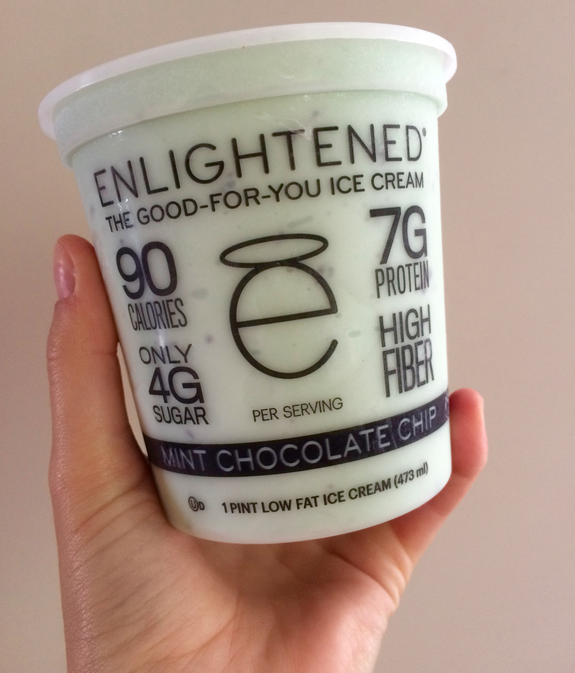 ENLIGHTENED®
THE GOOD-FOR-YOU ICE CREAM
90
CALORIES
ONLY
4G
SUGAR
ē
7G
PROTEIN
HIGH
FIBER
PER SERVING
MINT CHOCOLATE CHIP
UD
1 PINT LOW FAT ICE CREAM (473 ml)